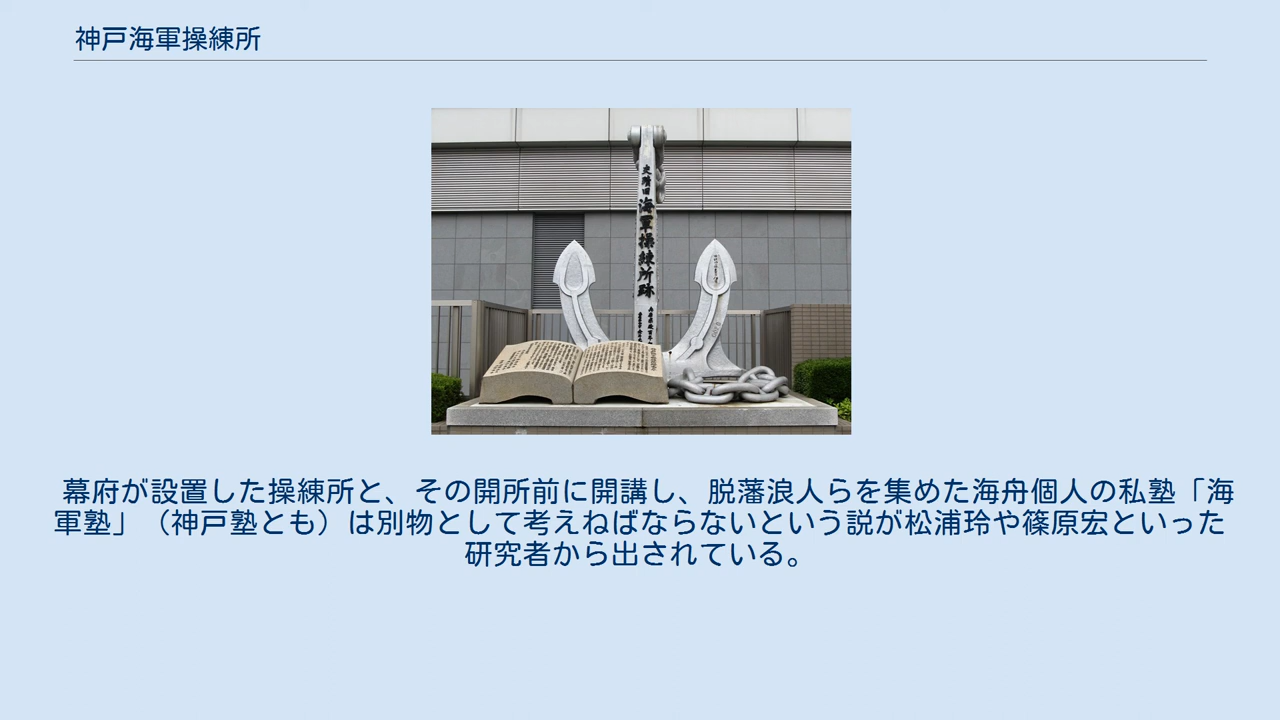 神戸海軍操練所
史蹟旧海軍操練所跡
幕府が設置した操練所と、その開所前に開講し、脱藩浪人らを集めた海舟個人の私塾「海
軍塾」（神戸塾とも）は別物として考えねばならないという説が松浦玲や篠原宏といった
研究者から出されている。